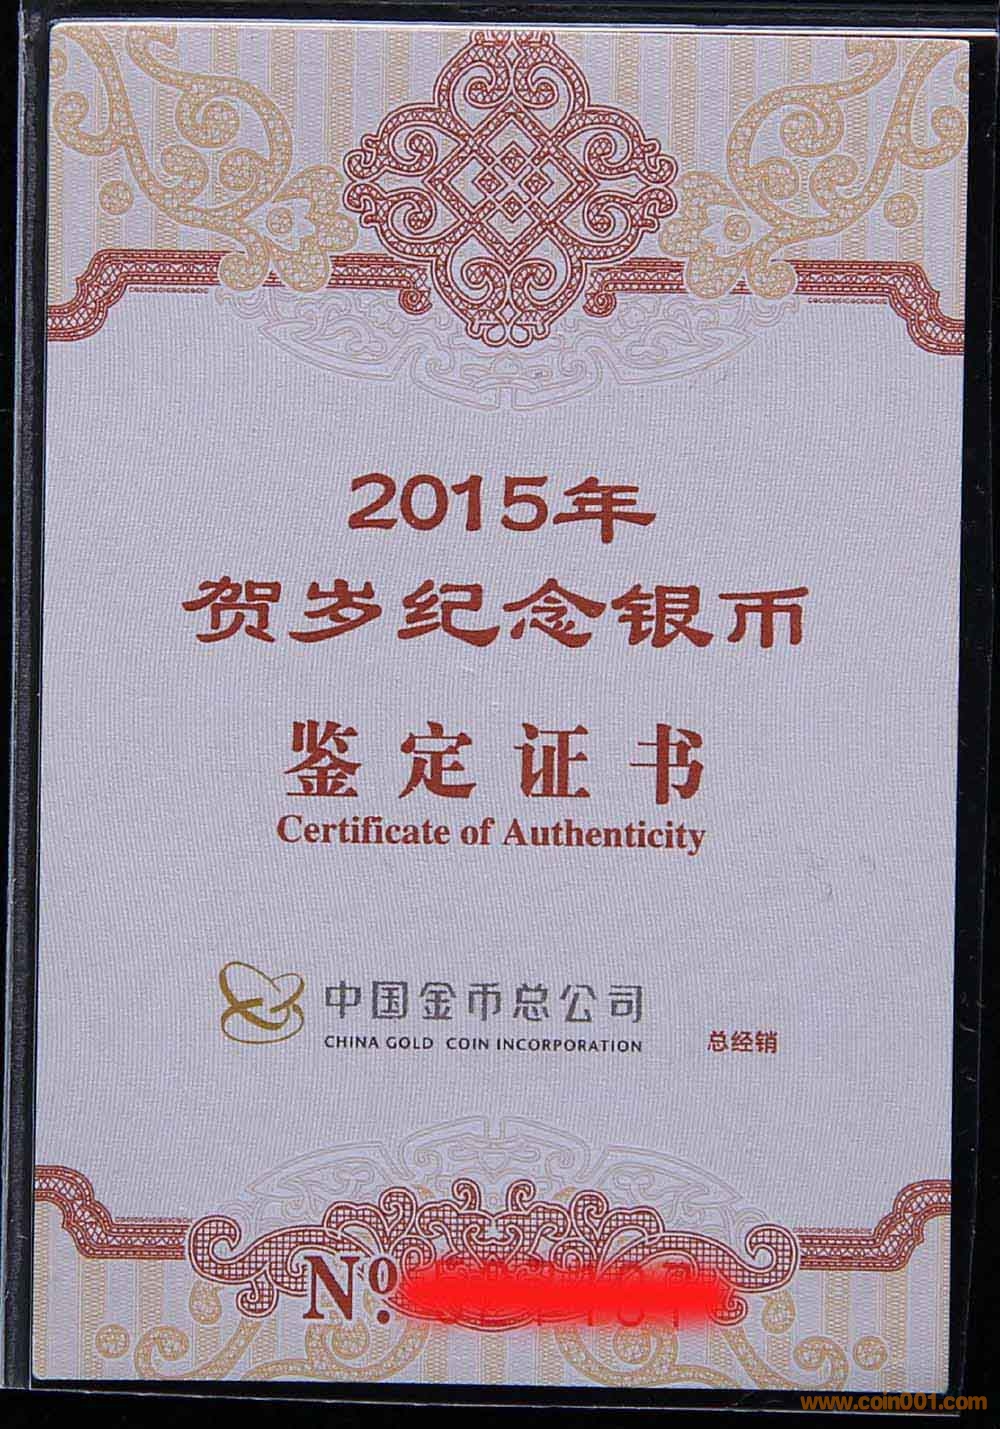 2015年
贺岁纪念银币
鉴定证书
Certificate of Authenticity
中国金币总公司
CHINA GOLD COIN INCORPORATION
总经销
№
www.coin001.com